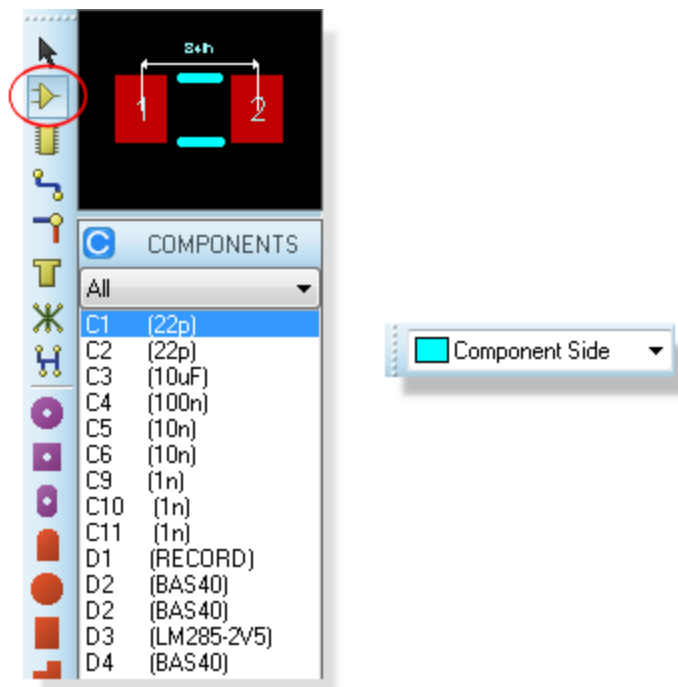 84th
1 2
C COMPONENTS
All
C1 (22p)
C2 (22p)
C3 (10uF)
C4 (100n)
C5 (10n)
C6 (10n)
C9 (1n)
C10 (1n)
C11 (1n)
D1 (RECORD)
D2 (BAS40)
D2 (BAS40)
D3 (LM285-2V5)
D4 (BAS40)
Component Side